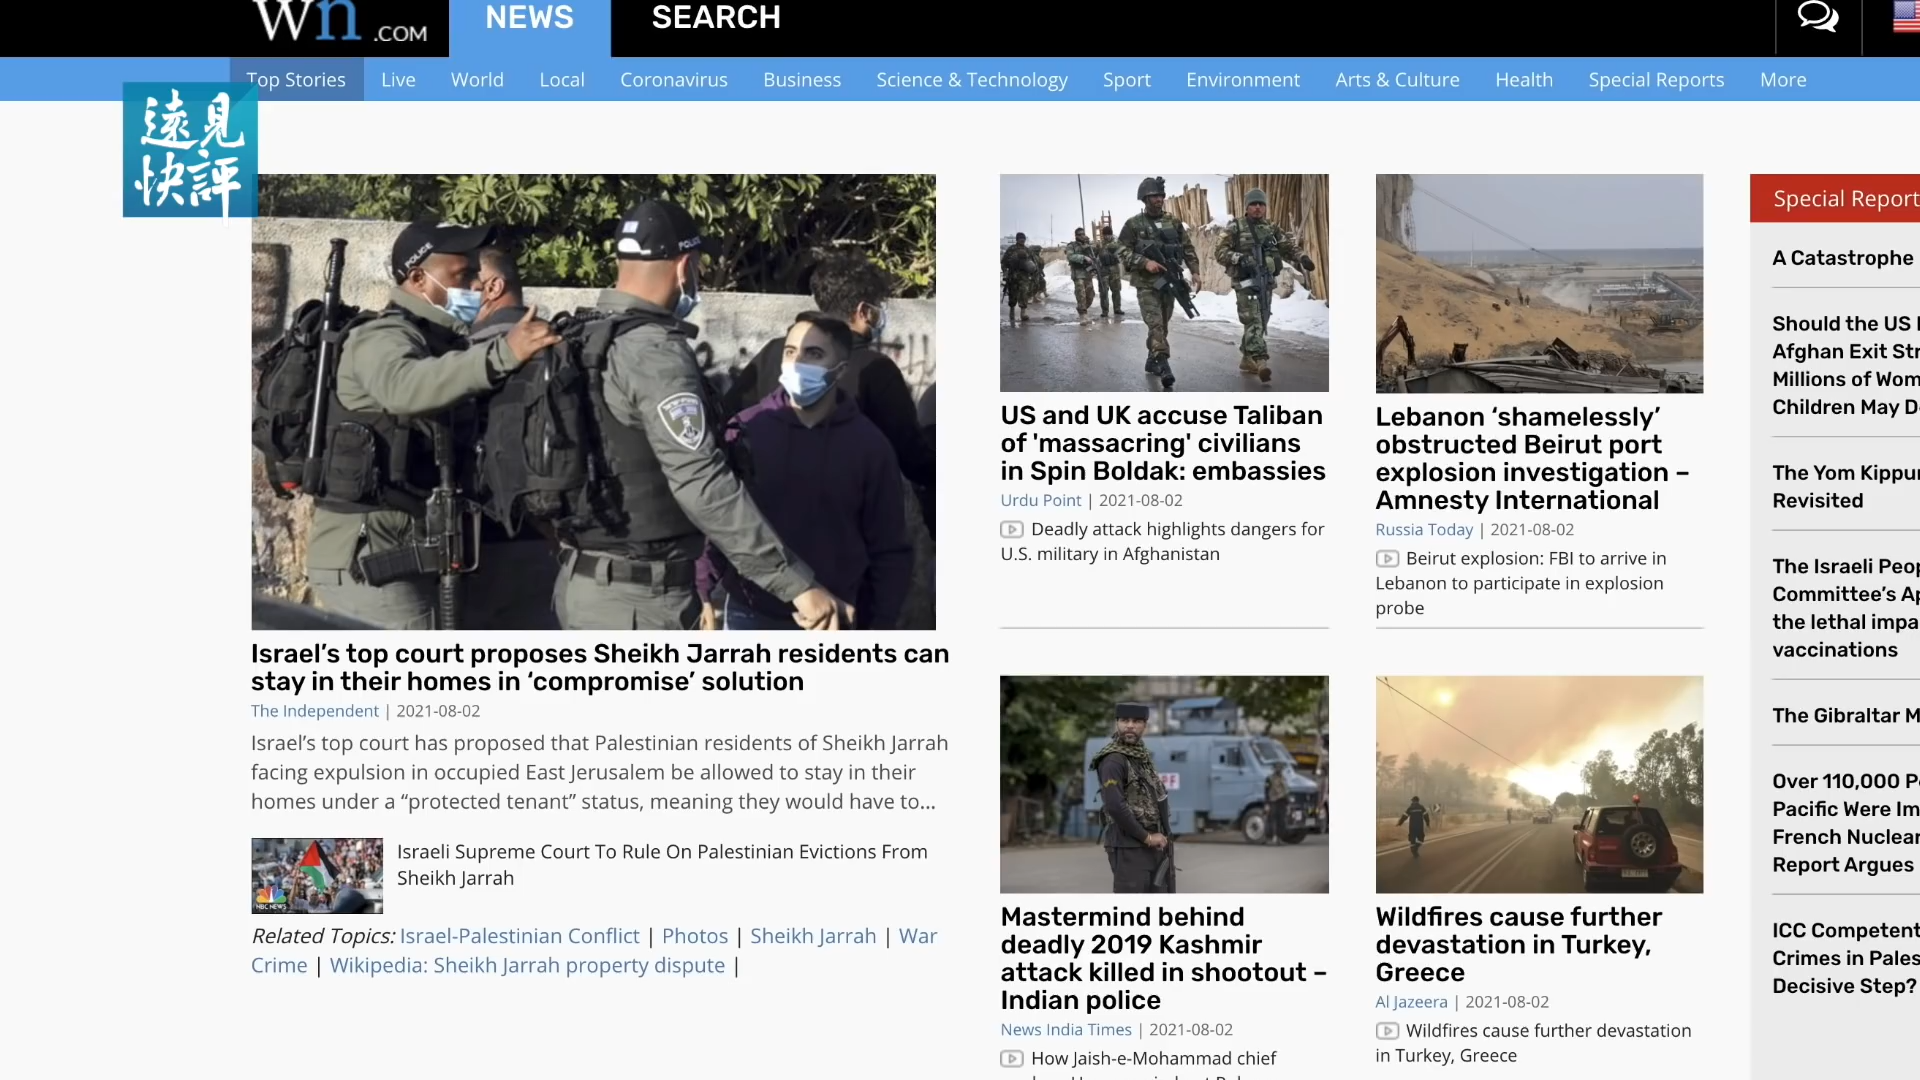 Wn .COM
NEWS
SEARCH
Top Stories
Live
World
Local
Coronavirus
Business
Science & Technology
Sport
Environment
Arts & Culture
Health
Special Reports
More
遠見
快評
POLICE
POLICE
Israel’s top court proposes Sheikh Jarrah residents can
stay in their homes in ‘compromise’ solution
The Independent | 2021-08-02
Israel’s top court has proposed that Palestinian residents of Sheikh Jarrah
facing expulsion in occupied East Jerusalem be allowed to stay in their
homes under a “protected tenant” status, meaning they would have to...
NBC NEWS
Israeli Supreme Court To Rule On Palestinian Evictions From
Sheikh Jarrah
Related Topics: Israel-Palestinian Conflict | Photos | Sheikh Jarrah | War
Crime | Wikipedia: Sheikh Jarrah property dispute |
US and UK accuse Taliban
of 'massacring' civilians
in Spin Boldak: embassies
Urdu Point | 2021-08-02
Deadly attack highlights dangers for
U.S. military in Afghanistan
Lebanon ‘shamelessly’
obstructed Beirut port
explosion investigation –
Amnesty International
Russia Today | 2021-08-02
Beirut explosion: FBI to arrive in
Lebanon to participate in explosion
probe
Mastermind behind
deadly 2019 Kashmir
attack killed in shootout –
Indian police
News India Times | 2021-08-02
How Jaish-e-Mohammad chief
Wildfires cause further
devastation in Turkey,
Greece
Al Jazeera | 2021-08-02
Wildfires cause further devastation
in Turkey, Greece
Special Report
A Catastrophe
Should the US
Afghan Exit
Millions of
Children May
The Yom
Revisited
The Israeli
Committee’s
the lethal
vaccinations
The Gibraltar
Over 110,000
Pacific Were
French Nuclear
Report Argues
ICC Competent
Crimes in
Decisive Step?